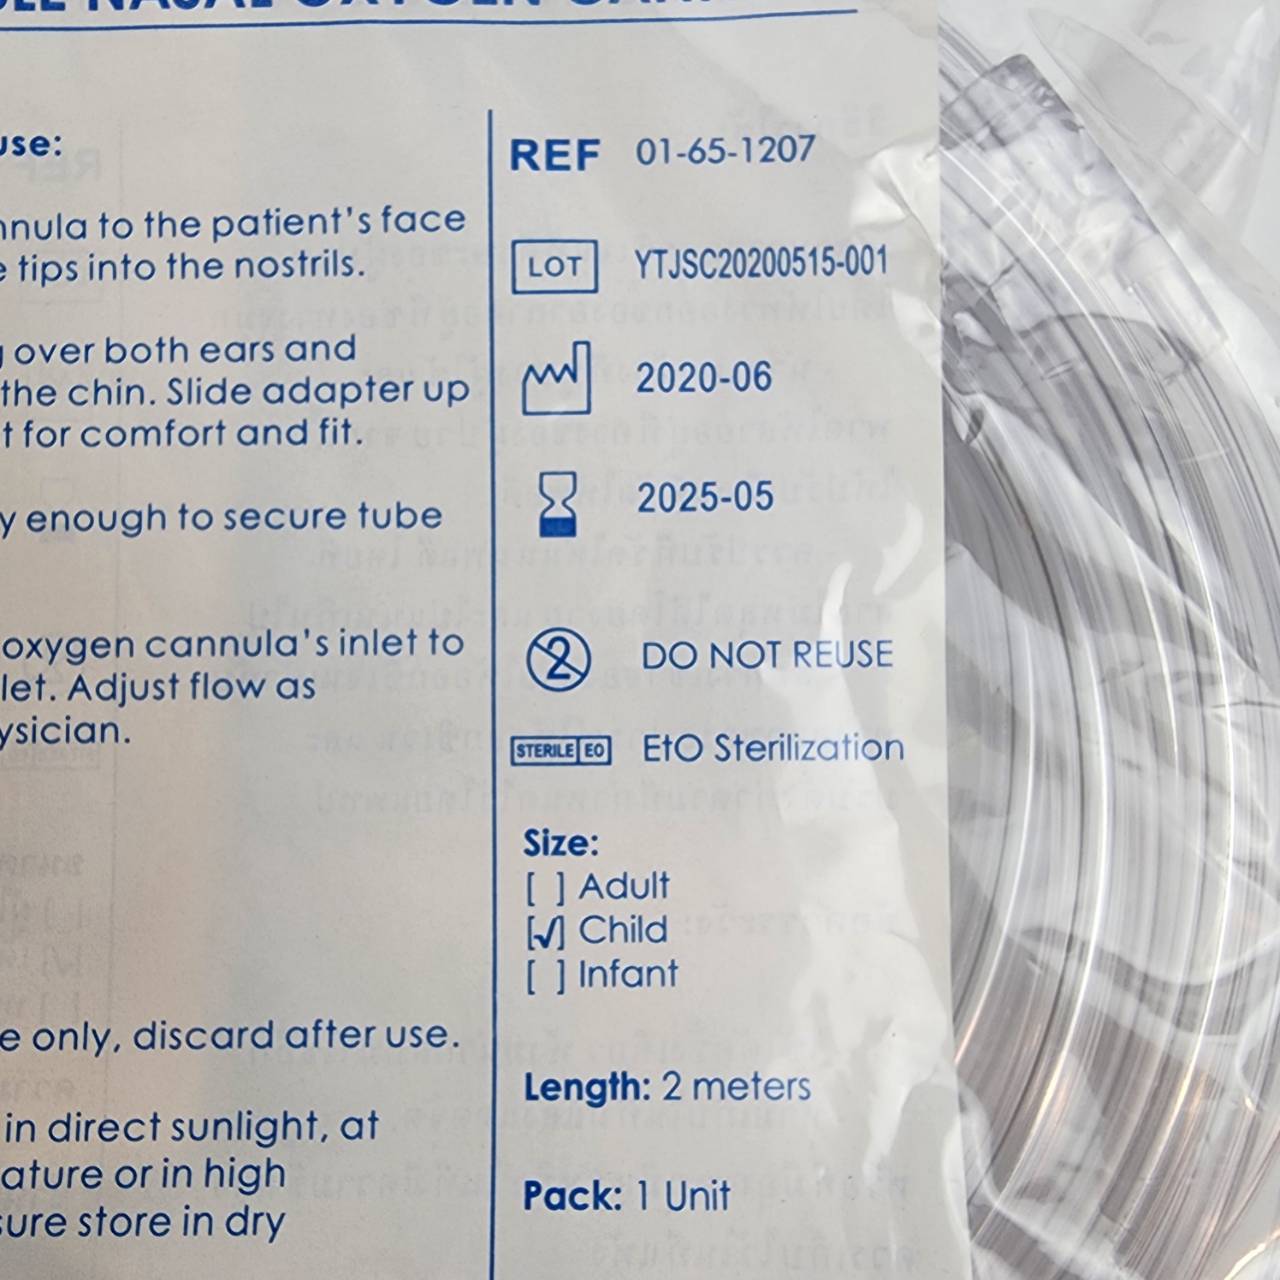 NASAL OXYGEN
use:
nnula to the patient's face
e tips into the nostrils.
over both ears and
the chin. Slide adapter up
t for comfort and fit.
y enough to secure tube
oxygen cannula's inlet to
let. Adjust flow as
ysician.
e only, discard after use.
in direct sunlight, at
ature or in high
sure store in dry
REF 01-65-1207
LOT YTJSC20200515-001
2020-06
2025-05
2 DO NOT REUSE
STERILE EO EtO Sterilization
Size:
[ ] Adult
[✓] Child
[ ] Infant
Length: 2 meters
Pack: 1 Unit